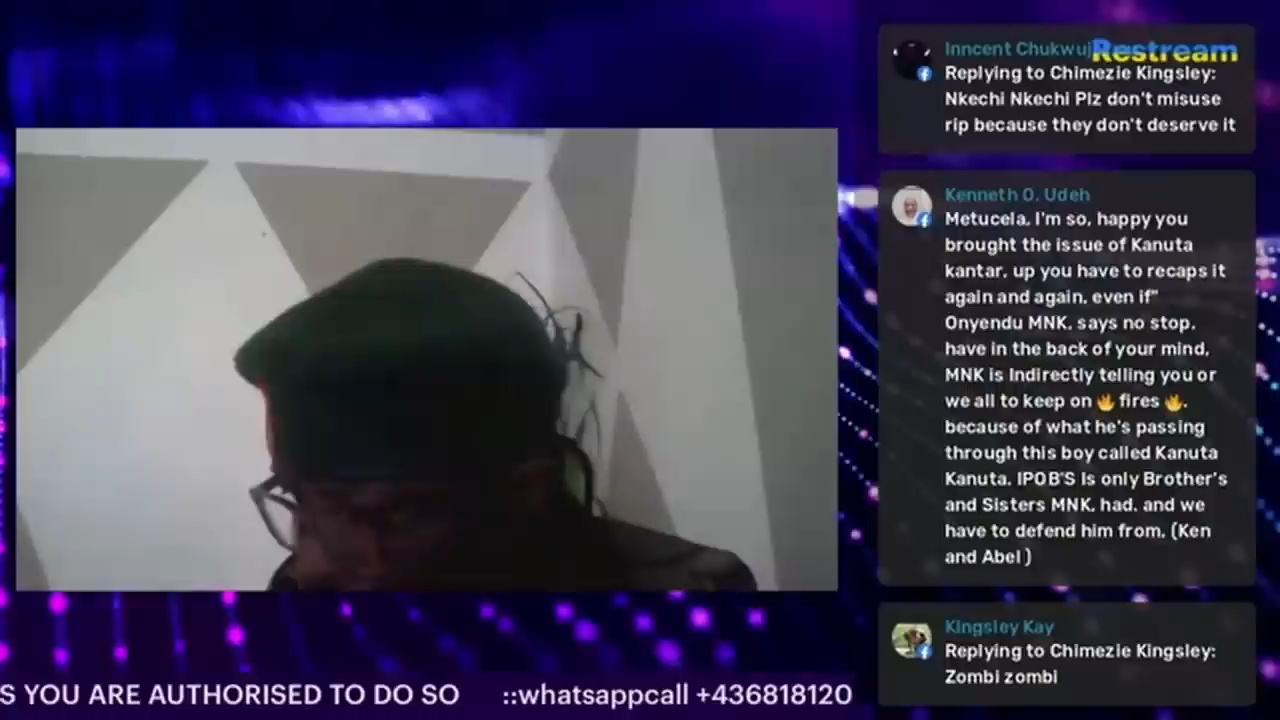 Inncent Chukwuj
Restream
Replying to Chimezie Kingsley:
Nkechi Nkechi Plz don't misuse
rip because they don't deserve it
Kenneth O. Udeh
Metucela, I'm so, happy you
brought the issue of Kanuta
kantar, up you have to recaps it
again and again, even if"
Onyendu MNK, says no stop,
have in the back of your mind,
MNK is Indirectly telling you or
we all to keep on 🔥 fires 🔥,
because of what he's passing
through this boy called Kanuta
Kanuta. IPOB'S Is only Brother's
and Sisters MNK, had, and we
have to defend him from, (Ken
and Abel )
Kingsley Kay
Replying to Chimezie Kingsley:
Zombi zombi
S YOU ARE AUTHORISED TO DO SO ::whatsappcall +436818120